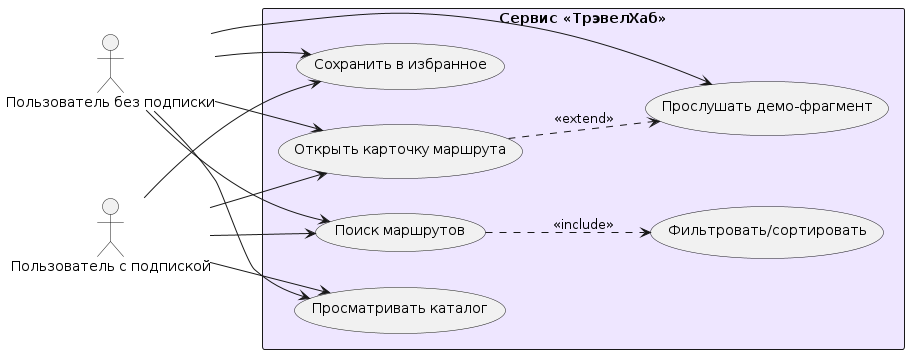 Сервис «ТрэвелХаб»
Пользователь без подписки
Сохранить в избранное
Прослушать демо-фрагмент
«extend»
Открыть карточку маршрута
Поиск маршрутов
«include»
Фильтровать/сортировать
Пользователь с подпиской
Просматривать каталог